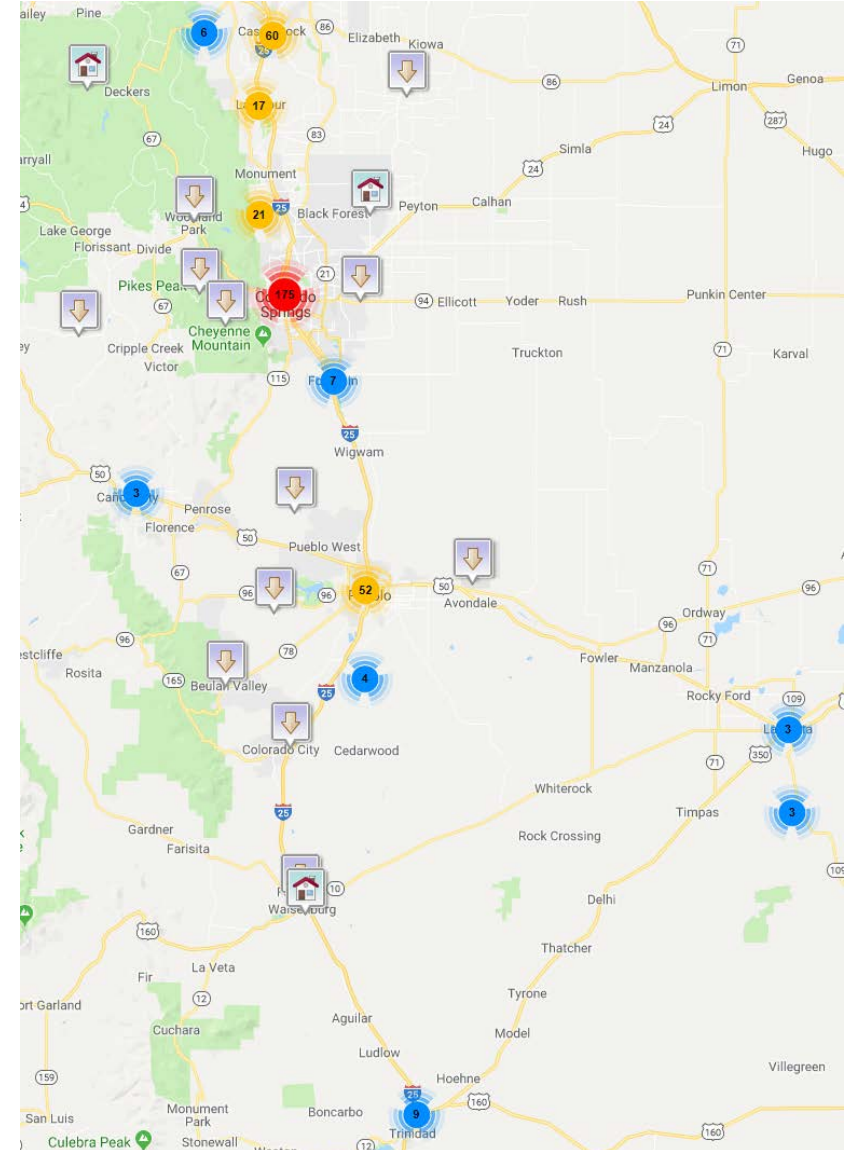 Pine
6
60
86
Elizabeth
Kiowa
71
25
86
Limon
Genoa
Deckers
17
24
287
83
67
Simla
Hugo
24
Monument
25
21
Black Forest
Peyton
Calhan
Park
Lake George
Florissant
Divide
21
175
Springs
94
Ellicott
Yoder
Rush
Punkin Center
67
Cheyenne
Mountain
Cripple Creek
Victor
Truckton
71
Karval
115
7
25
Wigwam
50
3
Penrose
Florence
50
Pueblo West
67
52
50
Avondale
71
96
96
96
Ordway
96
71
96
78
Fowler
Manzanola
Rosita
165
Beulah Valley
4
25
Rocky Ford
109
3
350
71
Colorado City
Cedarwood
Whiterock
25
Timpas
3
Gardner
Farisita
Rock Crossing
10
Walsenburg
Delhi
160
Thatcher
La Veta
Fir
12
Tyrone
Cuchara
Aguilar
Model
Ludlow
159
Hoehne
Villegreen
25
9
160
Monument
Park
Boncarbo
San Luis
Trinidad
160
Culebra Peak
Stonewall
12